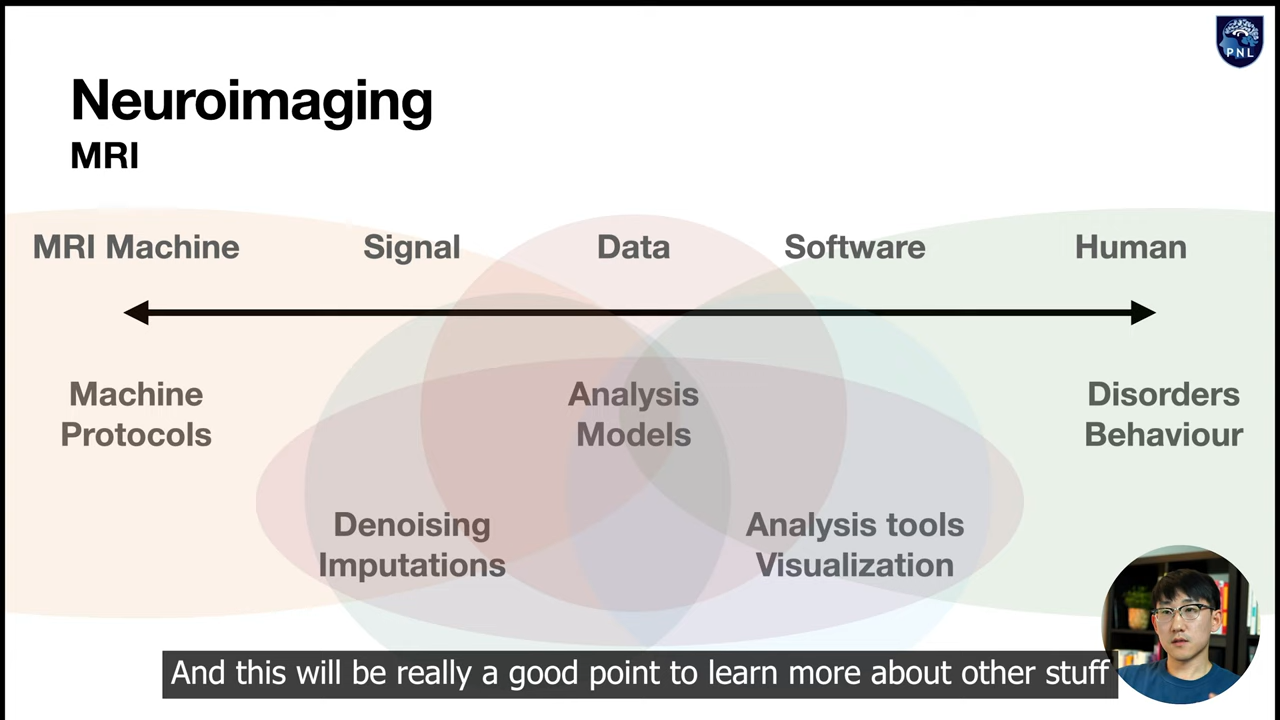 PNL
Neuroimaging
MRI
MRI Machine
Signal
Data
Software
Human
Machine
Protocols
Analysis
Models
Disorders
Behaviour
Denoising
Imputations
Analysis tools
Visualization
And this will be really a good point to learn more about other stuff